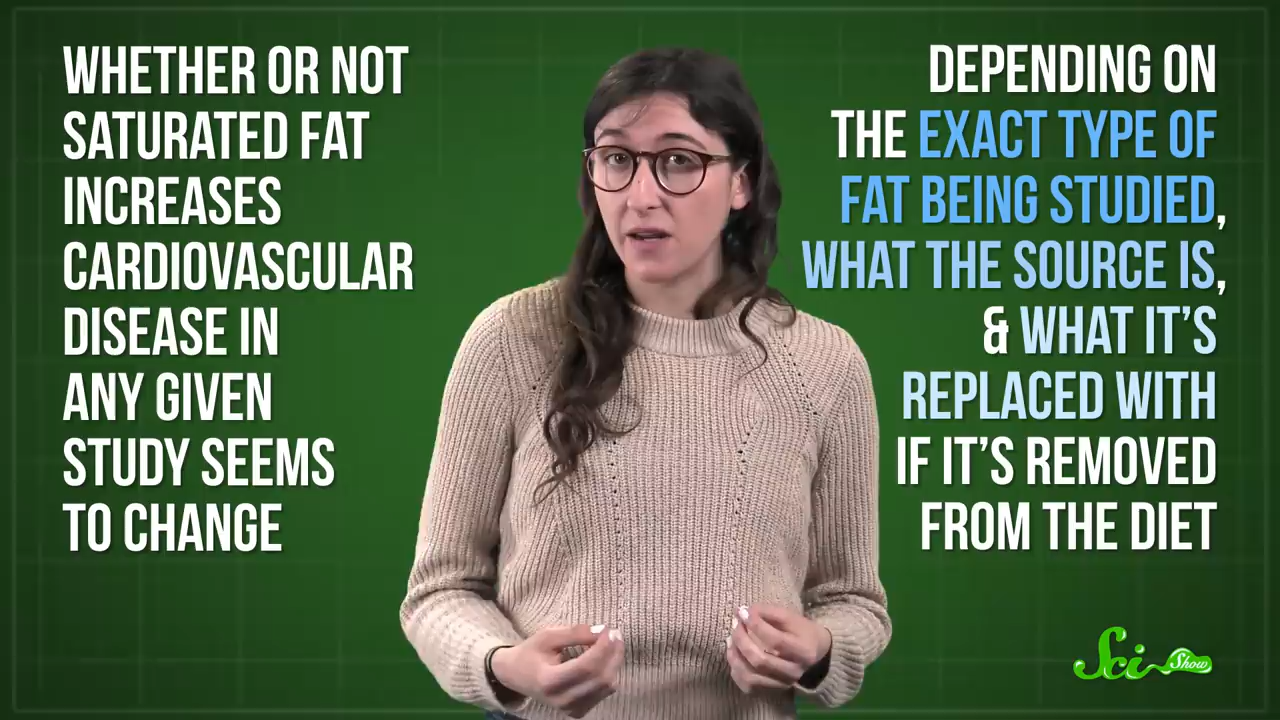 WHETHER OR NOT
SATURATED FAT
INCREASES
CARDIOVASCULAR
DISEASE IN
ANY GIVEN
STUDY SEEMS
TO CHANGE
DEPENDING ON
THE EXACT TYPE OF
FAT BEING STUDIED,
WHAT THE SOURCE IS,
& WHAT IT'S
REPLACED WITH
IF IT'S REMOVED
FROM THE DIET
Sci Show